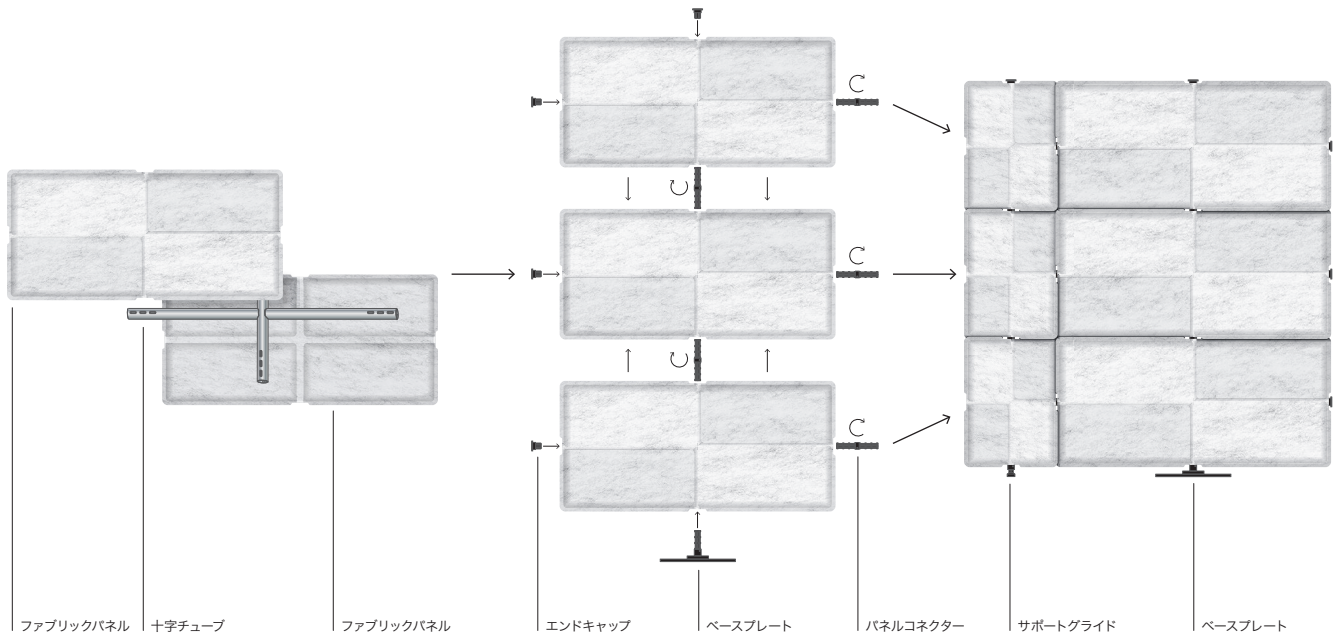 ファブリックパネル
十字チューブ
ファブリックパネル
エンドキャップ
ベースプレート
パネルコネクター
サポートグライド
ベースプレート